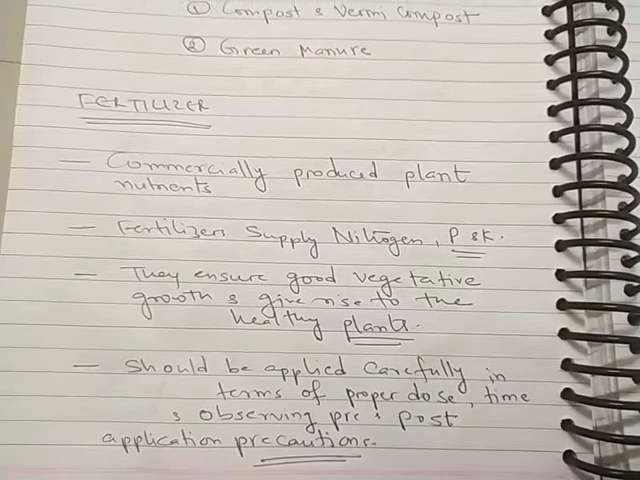 ① Compost & Vermi Compost
② Green Manure
FERTILIZER
— Commercially produced plant
nutrients
— Fertilizers Supply Nitrogen, P & K.
— They ensure good vegetative
growth & give rise to the
healthy plants.
— Should be applied carefully in
terms of proper dose, time
& observing pre & post
application precautions.